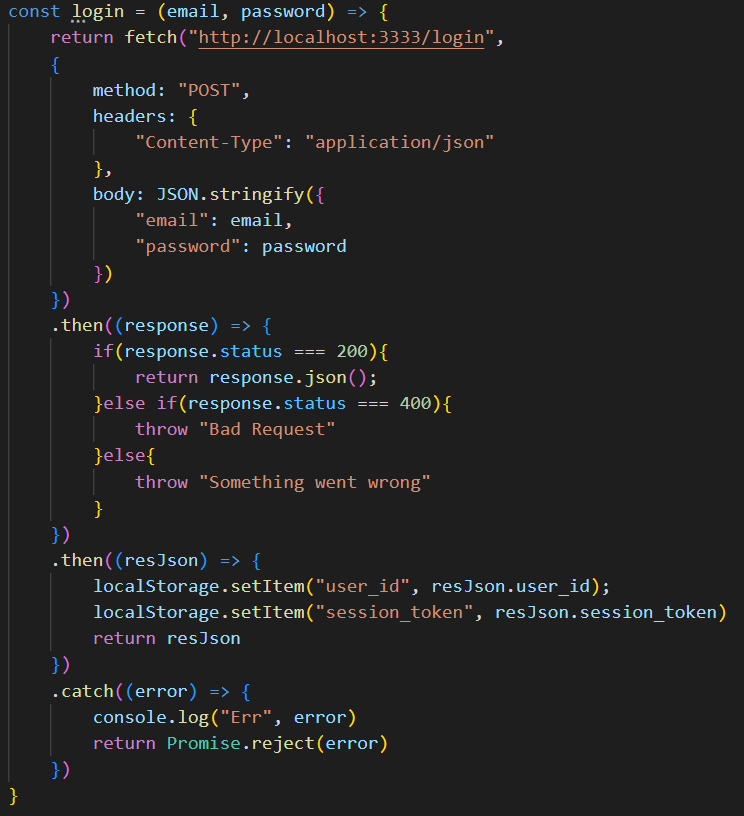 const login = (email, password) => {
    return fetch("http://localhost:3333/login",
    {
        method: "POST",
        headers: {
            "Content-Type": "application/json"
        },
        body: JSON.stringify({
            "email": email,
            "password": password
        })
    })
    .then((response) => {
        if(response.status === 200){
            return response.json();
        }else if(response.status === 400){
            throw "Bad Request"
        }else{
            throw "Something went wrong"
        }
    })
    .then((resJson) => {
        localStorage.setItem("user_id", resJson.user_id);
        localStorage.setItem("session_token", resJson.session_token)
        return resJson
    })
    .catch((error) => {
        console.log("Err", error)
        return Promise.reject(error)
    })
}